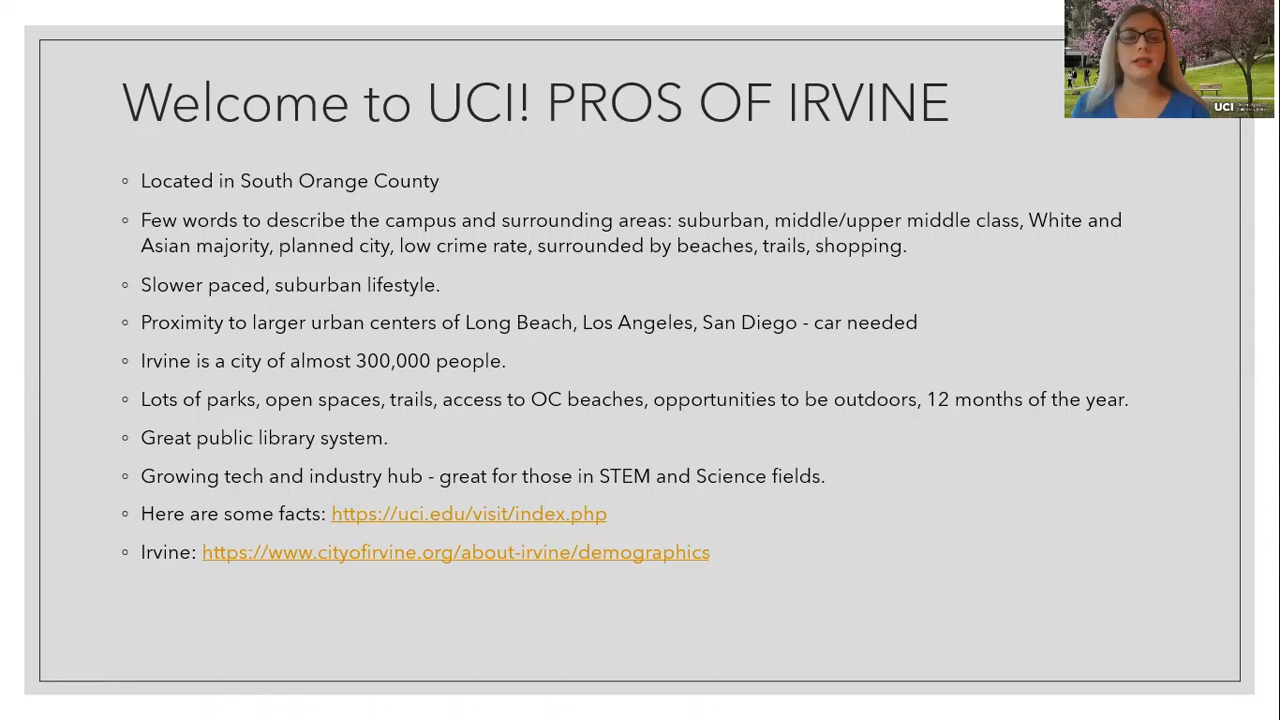 Welcome to UCI! PROS OF IRVINE
UCI
◦ Located in South Orange County
◦ Few words to describe the campus and surrounding areas: suburban, middle/upper middle class, White and
Asian majority, planned city, low crime rate, surrounded by beaches, trails, shopping.
◦ Slower paced, suburban lifestyle.
◦ Proximity to larger urban centers of Long Beach, Los Angeles, San Diego - car needed
◦ Irvine is a city of almost 300,000 people.
◦ Lots of parks, open spaces, trails, access to OC beaches, opportunities to be outdoors, 12 months of the year.
◦ Great public library system.
◦ Growing tech and industry hub - great for those in STEM and Science fields.
◦ Here are some facts: https://uci.edu/visit/index.php
◦ Irvine: https://www.cityofirvine.org/about-irvine/demographics